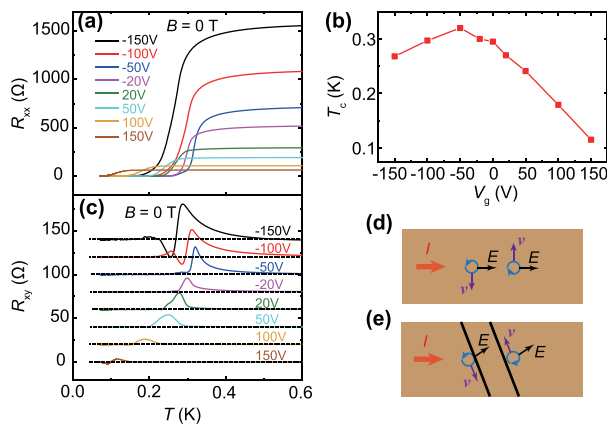 (a)
B = 0 T
-150V
-100V
-50V
-20V
20V
50V
100V
150V
1500
1000
500
0
Rxx (Ω)
(b)
0.3
0.2
0.1
Tc (K)
-150 -100 -50 0 50 100 150
Vg (V)
(c)
B = 0 T
-150V
-100V
-50V
-20V
20V
50V
100V
150V
150
100
50
0
Rxy (Ω)
0.0 0.2 0.4 0.6
T (K)
(d)
I
v
E
v
E
(e)
I
v
E
v
E